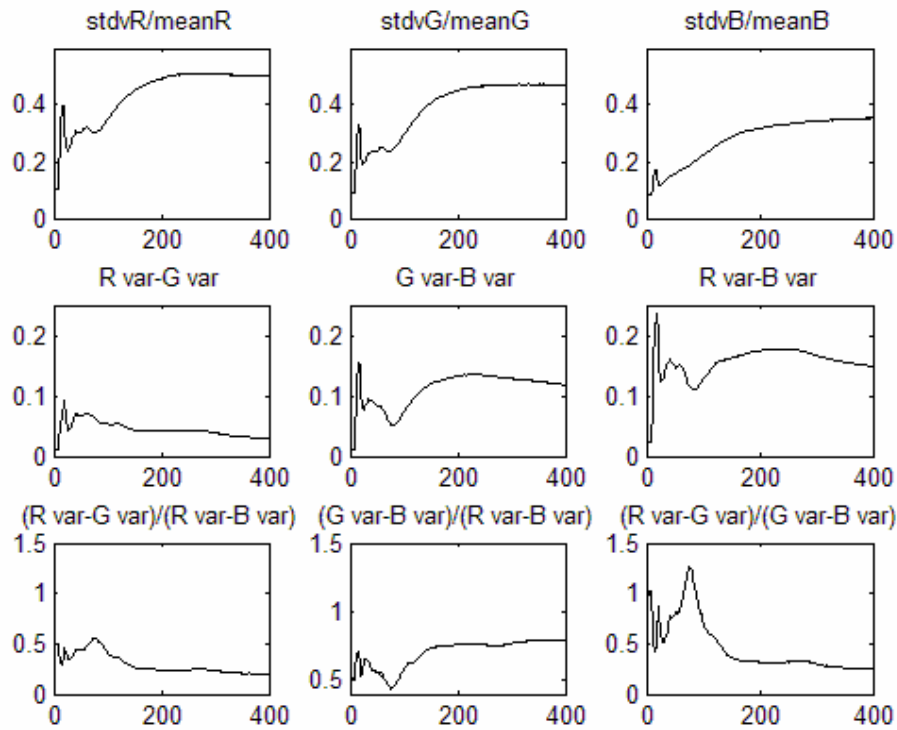 stdvR/meanR stdvG/meanG stdvB/meanB
0.4 0.4 0.4
0.2 0.2 0.2
0 0 0
0 200 400 0 200 400 0 200 400
R var-G var G var-B var R var-B var
0.2 0.2 0.2
0.1 0.1 0.1
0 0 0
0 200 400 0 200 400 0 200 400
(R var-G var)/(R var-B var) (G var-B var)/(R var-B var) (R var-G var)/(G var-B var)
1.5 1.5 1.5
1 1 1
0.5 0.5 0.5
0 0
0 200 400 0 200 400 0 200 400